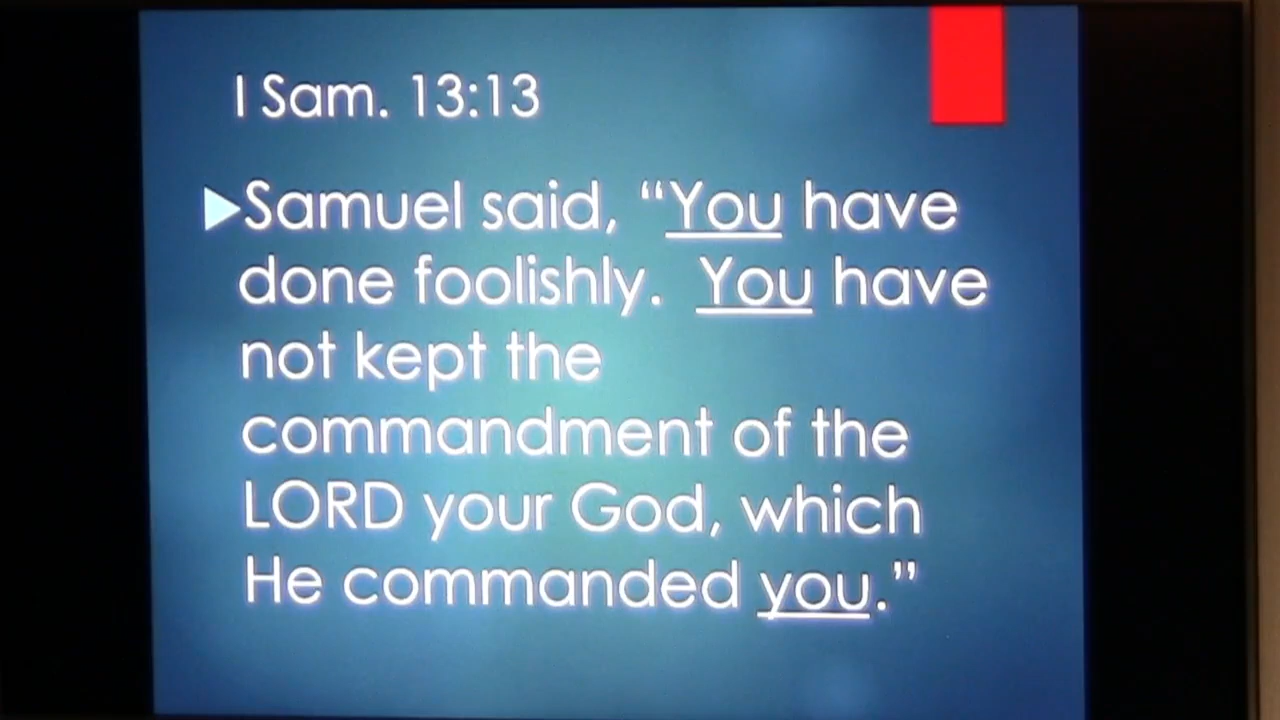 I Sam. 13:13
Samuel said, “You have
done foolishly. You have
not kept the
commandment of the
LORD your God, which
He commanded you.”